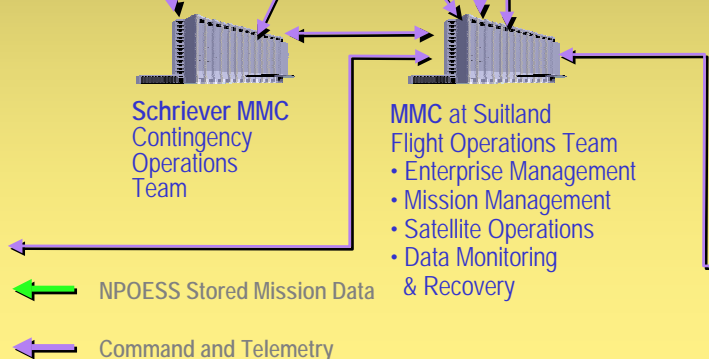 Schriever MMC
Contingency
Operations
Team
MMC at Suitland
Flight Operations Team
• Enterprise Management
• Mission Management
• Satellite Operations
• Data Monitoring
& Recovery
NPOESS Stored Mission Data
Command and Telemetry